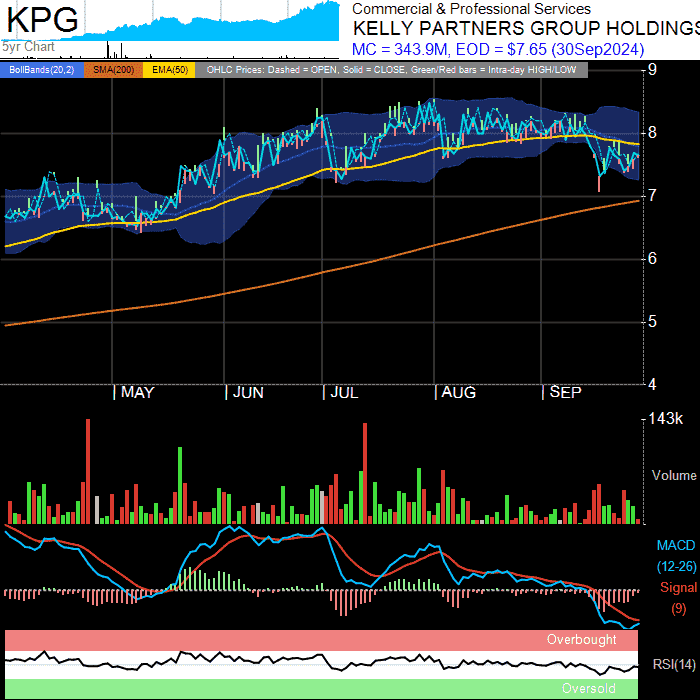 KPG
5yr Chart
Commercial & Professional Services
KELLY PARTNERS GROUP HOLDINGS
MC = 343.9M, EOD = $7.65 (30Sep2024)
BollBands(20,2) SMA(200) EMA(50) OHLC Prices: Dashed = OPEN, Solid = CLOSE, Green/Red bars = Intra-day HIGH/LOW
9
8
7
6
5
4
MAY JUN JUL AUG SEP
143k
Volume
MACD
(12-26)
Signal
(9)
Overbought
RSI(14)
Oversold